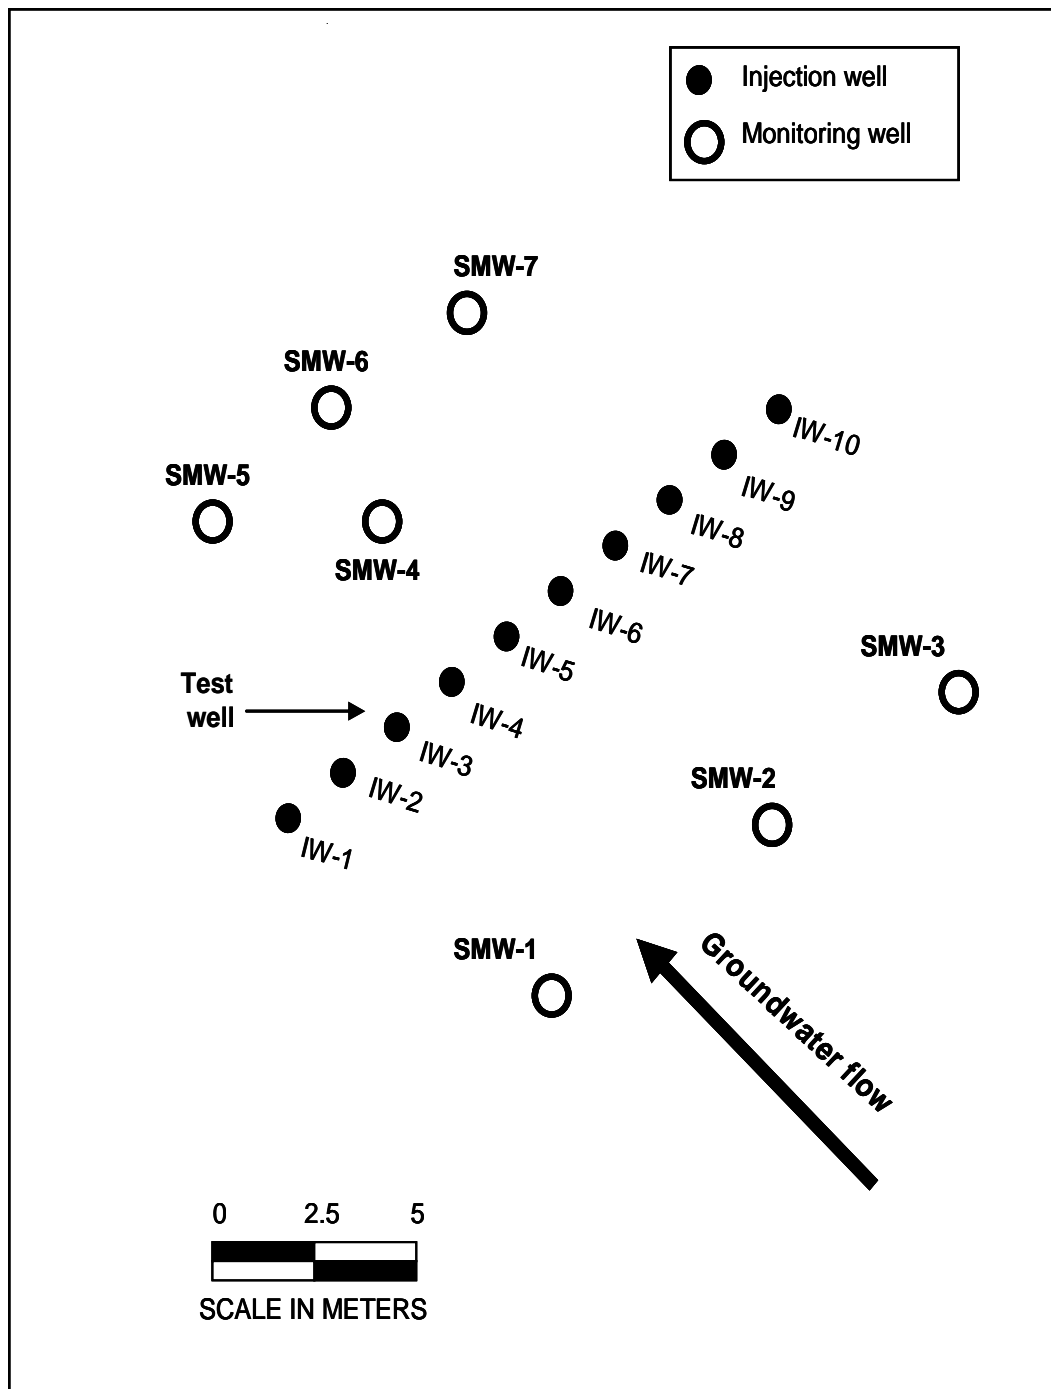 Injection well
Monitoring well
SMW-7
SMW-6
IW-10
SMW-5
IW-9
IW-8
SMW-4
IW-7
IW-6
SMW-3
IW-5
Test
well
IW-4
IW-3
SMW-2
IW-2
IW-1
SMW-1
Groundwater flow
0 2.5 5
SCALE IN METERS